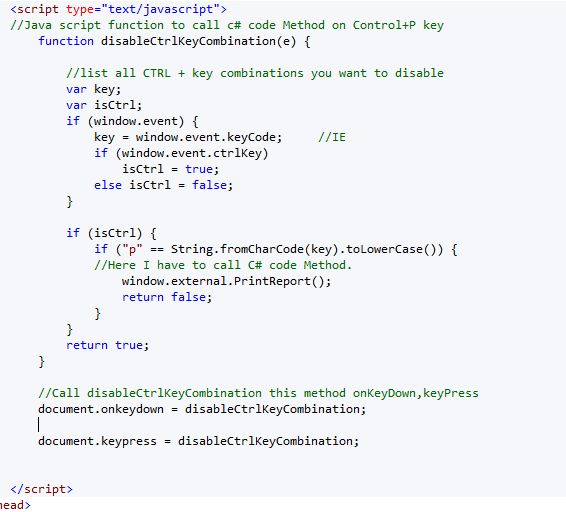 <script type="text/javascript">
//Java script function to call c# code Method on Control+P key
function disableCtrlKeyCombination(e) {
//list all CTRL + key combinations you want to disable
var key;
var isCtrl;
if (window.event) {
key = window.event.keyCode;     //IE
if (window.event.ctrlKey)
isCtrl = true;
else isCtrl = false;
}
if (isCtrl) {
if ("p" == String.fromCharCode(key).toLowerCase()) {
//Here I have to call C# code Method.
window.external.PrintReport();
return false;
}
}
return true;
}
//Call disableCtrlKeyCombination this method onKeyDown,keyPress
document.onkeydown = disableCtrlKeyCombination;
document.keypress = disableCtrlKeyCombination;
</script>
ead>